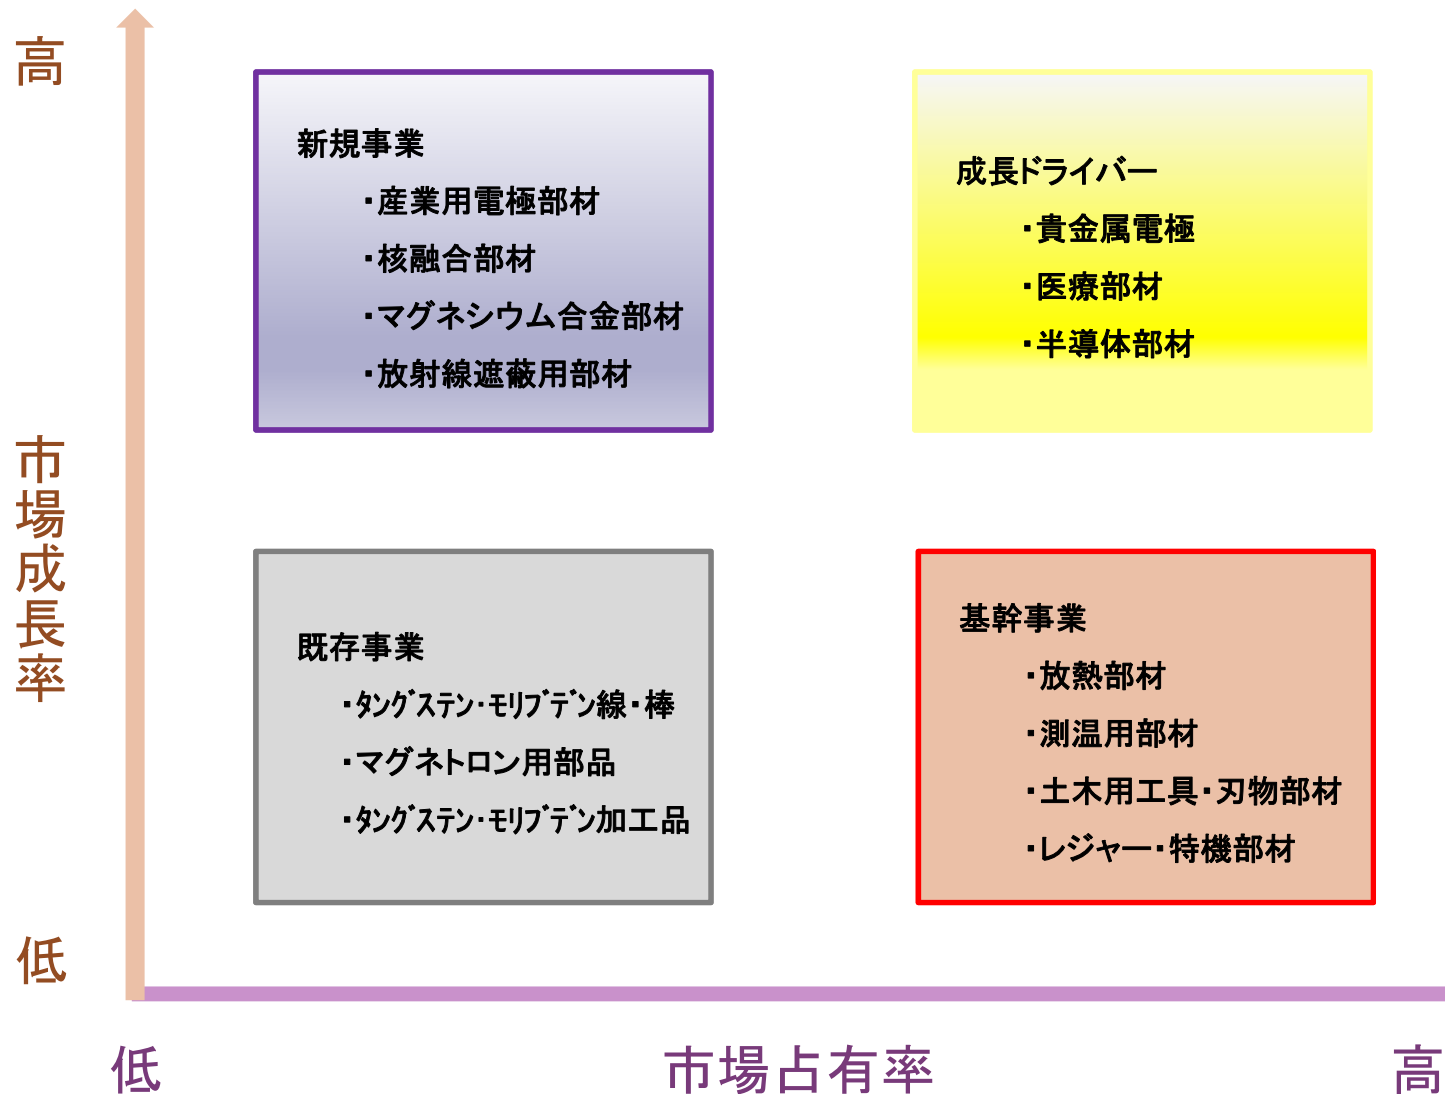 高
新規事業
・産業用電極部材
・核融合部材
・マグネシウム合金部材
・放射線遮蔽用部材
成長ドライバー
・貴金属電極
・医療部材
・半導体部材
市場成長率
既存事業
・ﾀﾝｸﾞｽﾃﾝ･ﾓﾘﾌﾞﾃﾞﾝ線・棒
・マグネトロン用部品
・ﾀﾝｸﾞｽﾃﾝ･ﾓﾘﾌﾞﾃﾞﾝ加工品
基幹事業
・放熱部材
・測温用部材
・土木用工具・刃物部材
・レジャー・特機部材
低
低
市場占有率
高